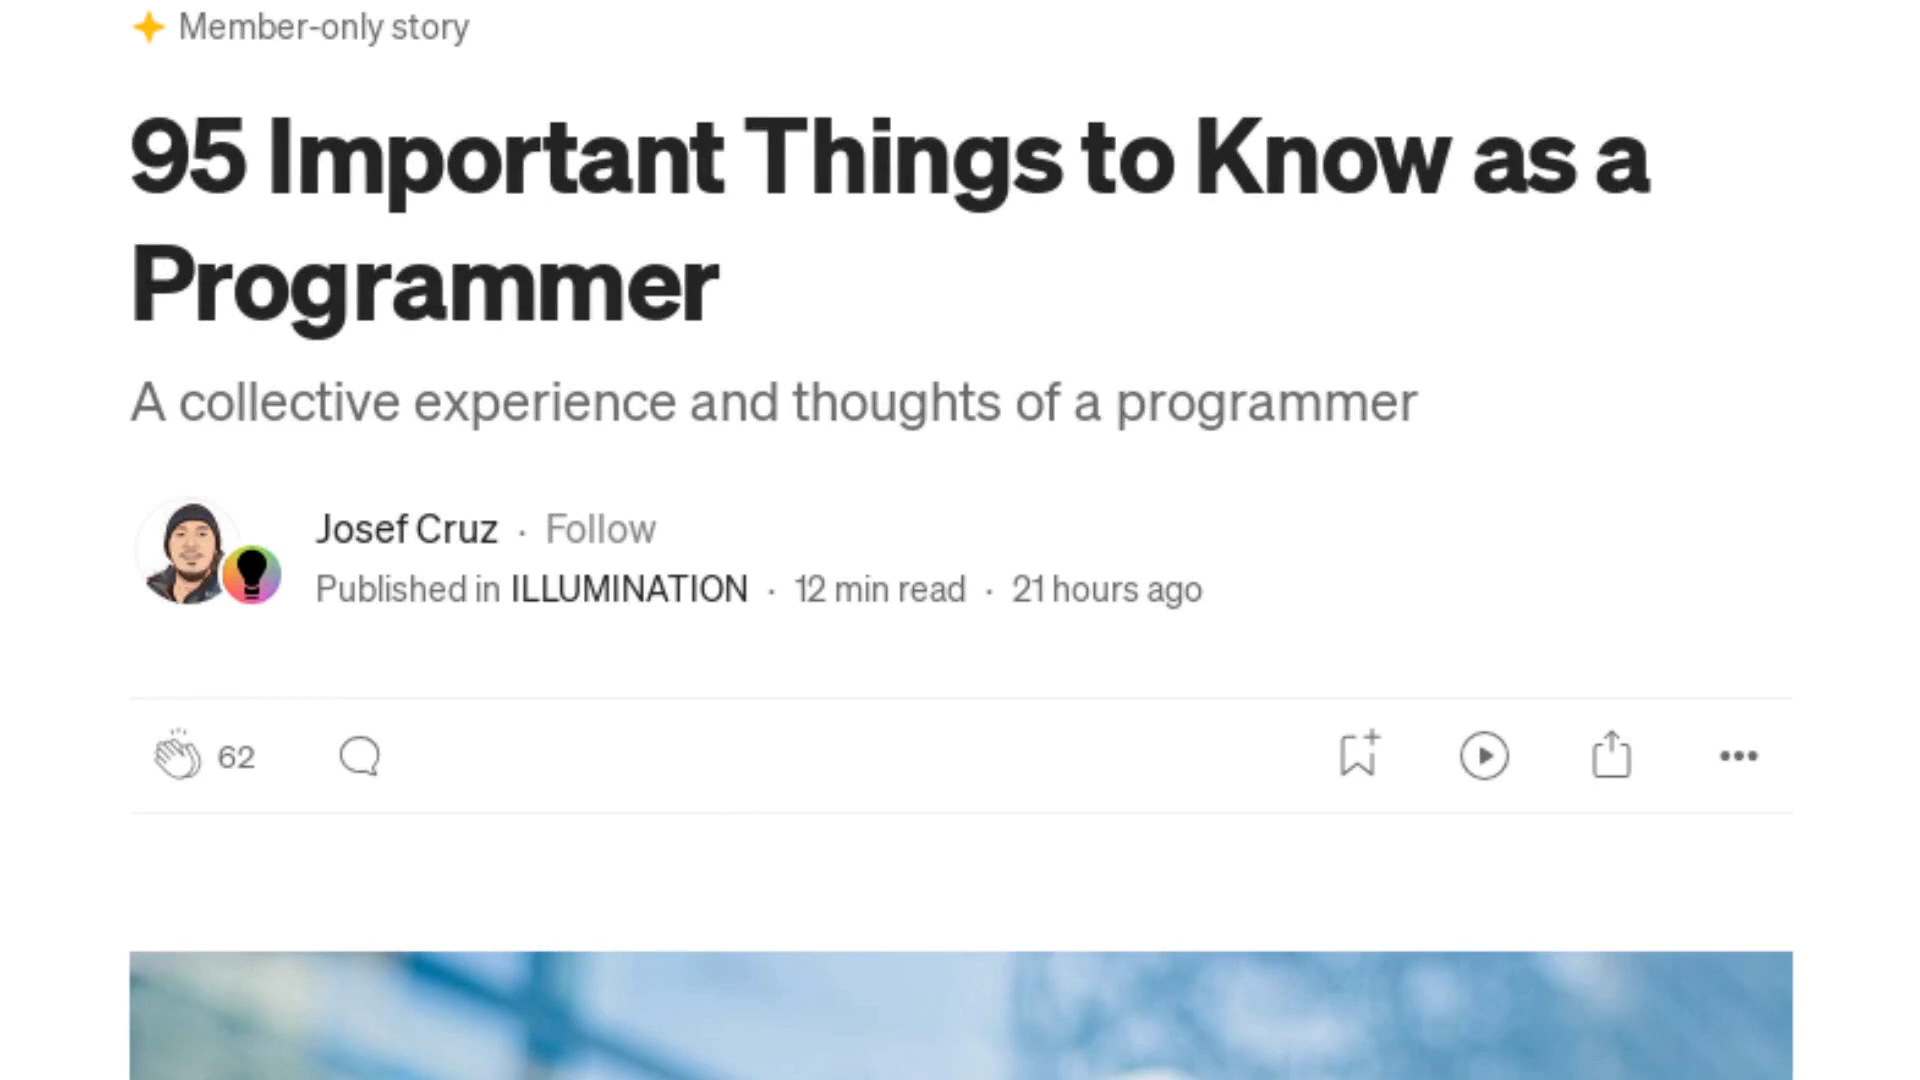 Member-only story
95 Important Things to Know as a
Programmer
A collective experience and thoughts of a programmer
Josef Cruz · Follow
Published in ILLUMINATION · 12 min read · 21 hours ago
62